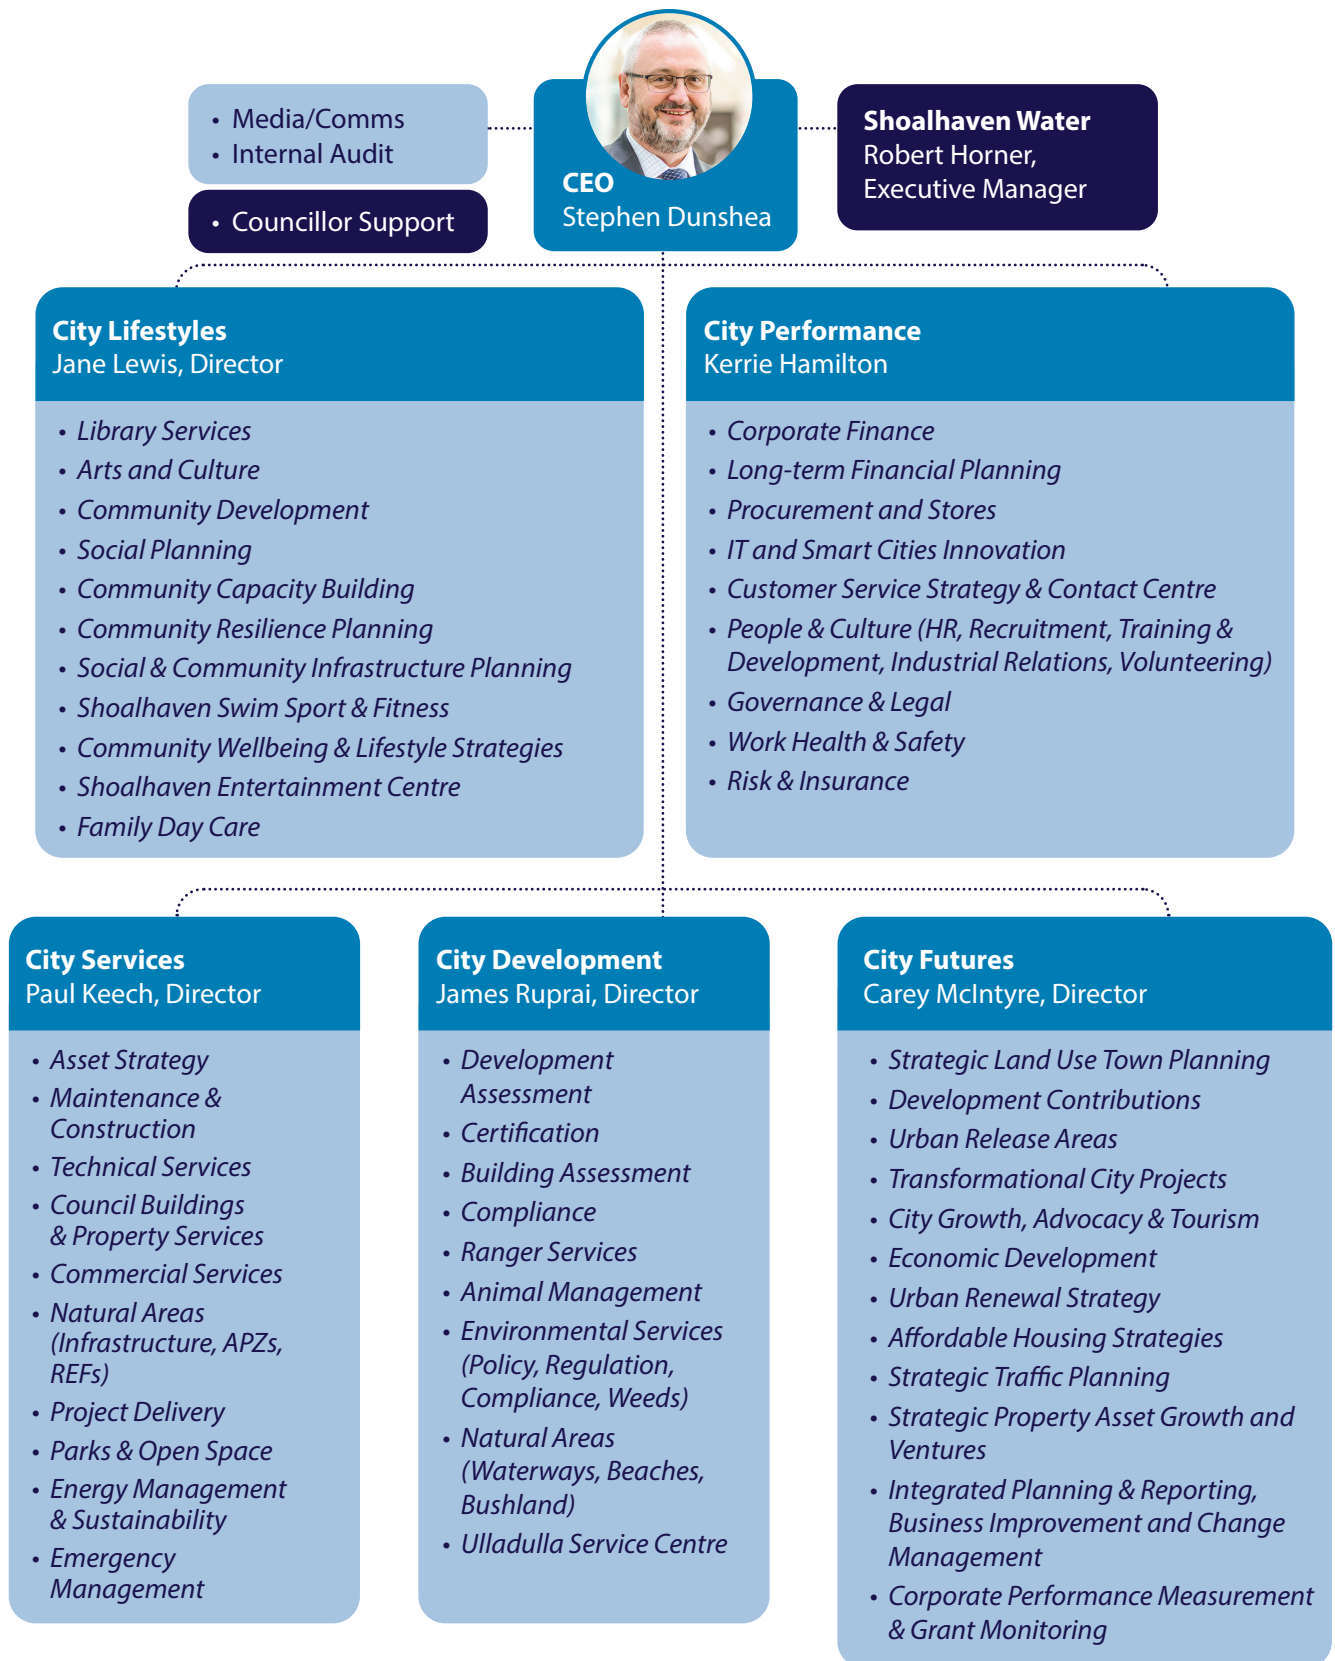 • Media/Comms
• Internal Audit
• Councillor Support
CEO
Stephen Dunshea
Shoalhaven Water
Robert Horner,
Executive Manager
City Lifestyles
Jane Lewis, Director
• Library Services
• Arts and Culture
• Community Development
• Social Planning
• Community Capacity Building
• Community Resilience Planning
• Social & Community Infrastructure Planning
• Shoalhaven Swim Sport & Fitness
• Community Wellbeing & Lifestyle Strategies
• Shoalhaven Entertainment Centre
• Family Day Care
City Performance
Kerrie Hamilton
• Corporate Finance
• Long-term Financial Planning
• Procurement and Stores
• IT and Smart Cities Innovation
• Customer Service Strategy & Contact Centre
• People & Culture (HR, Recruitment, Training &
Development, Industrial Relations, Volunteering)
• Governance & Legal
• Work Health & Safety
• Risk & Insurance
City Services
Paul Keech, Director
• Asset Strategy
• Maintenance &
Construction
• Technical Services
• Council Buildings
& Property Services
• Commercial Services
• Natural Areas
(Infrastructure, APZs,
REFs)
• Project Delivery
• Parks & Open Space
• Energy Management
& Sustainability
• Emergency
Management
City Development
James Ruprai, Director
• Development
Assessment
• Certification
• Building Assessment
• Compliance
• Ranger Services
• Animal Management
• Environmental Services
(Policy, Regulation,
Compliance, Weeds)
• Natural Areas
(Waterways, Beaches,
Bushland)
• Ulladulla Service Centre
City Futures
Carey McIntyre, Director
• Strategic Land Use Town Planning
• Development Contributions
• Urban Release Areas
• Transformational City Projects
• City Growth, Advocacy & Tourism
• Economic Development
• Urban Renewal Strategy
• Affordable Housing Strategies
• Strategic Traffic Planning
• Strategic Property Asset Growth and
Ventures
• Integrated Planning & Reporting,
Business Improvement and Change
Management
• Corporate Performance Measurement
& Grant Monitoring